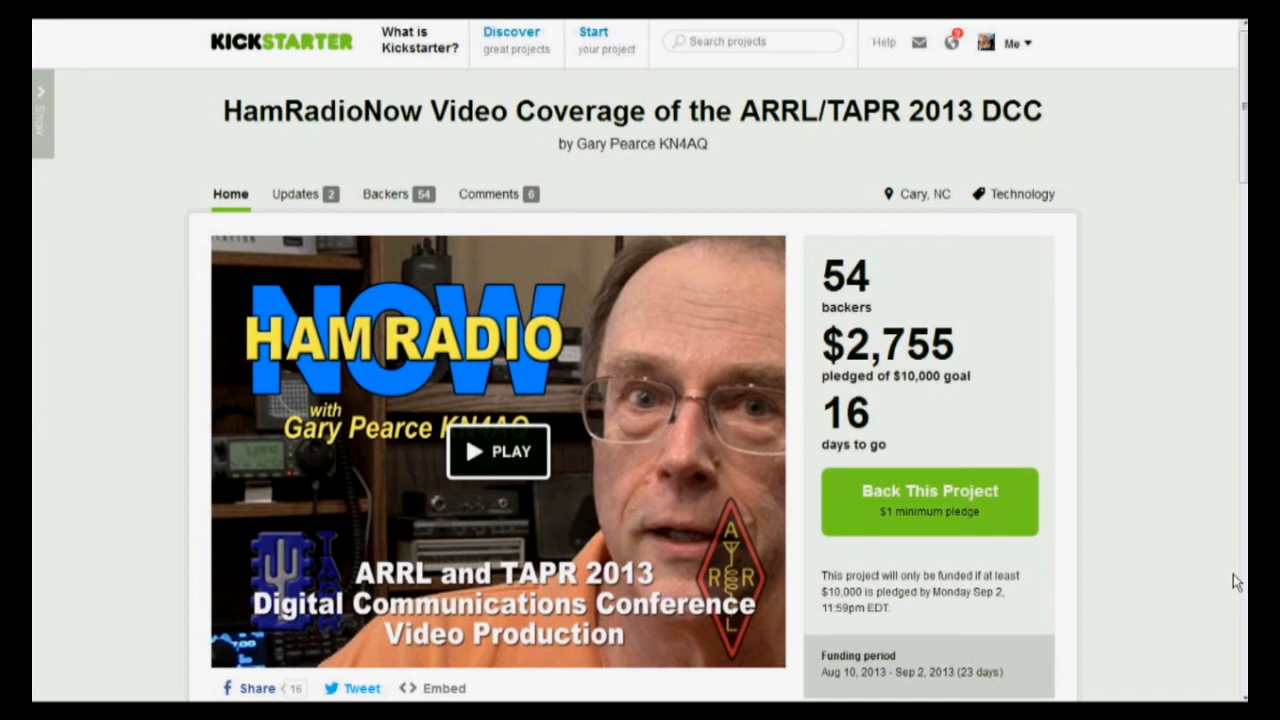 KICKSTARTER
What is
Kickstarter?
Discover
great projects
Start
your project
Search projects
Help
9
Me
Show
HamRadioNow Video Coverage of the ARRL/TAPR 2013 DCC
by Gary Pearce KN4AQ
Home
Updates 2
Backers 54
Comments 6
Cary, NC
Technology
NOW
HAM RADIO
with
Gary Pearce KN4AQ
PLAY
TAPR
ARRL and TAPR 2013
Digital Communications Conference
Video Production
A
R R
L
54
backers
$2,755
pledged of $10,000 goal
16
days to go
Back This Project
$1 minimum pledge
This project will only be funded if at least
$10,000 is pledged by Monday Sep 2,
11:59pm EDT.
Funding period
Aug 10, 2013 - Sep 2, 2013 (23 days)
Share 16
Tweet
Embed